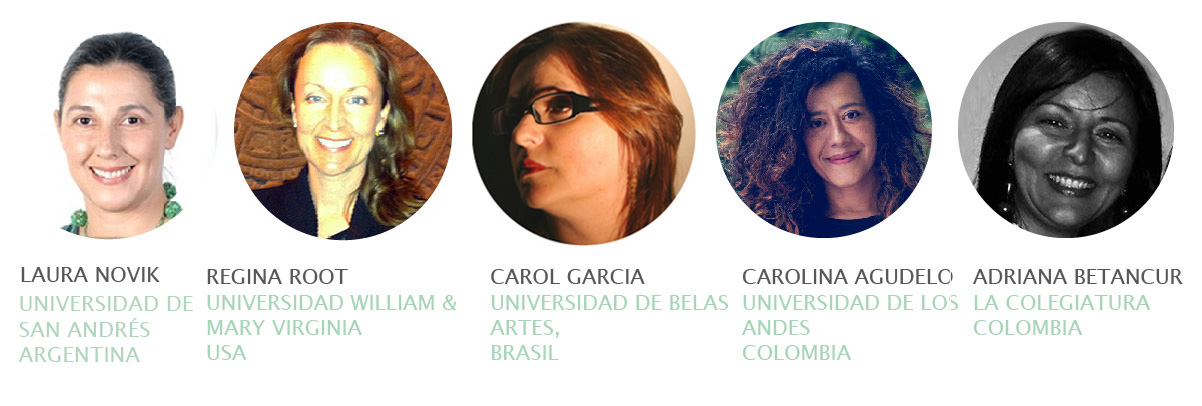 LAURA NOVIK
UNIVERSIDAD DE
SAN ANDRÉS
ARGENTINA
REGINA ROOT
UNIVERSIDAD WILLIAM &
MARY VIRGINIA
USA
CAROL GARCIA
UNIVERSIDAD DE BELAS
ARTES,
BRASIL
CAROLINA AGUDELO
UNIVERSIDAD DE LOS
ANDES
COLOMBIA
ADRIANA BETANCUR
LA COLEGIATURA
COLOMBIA